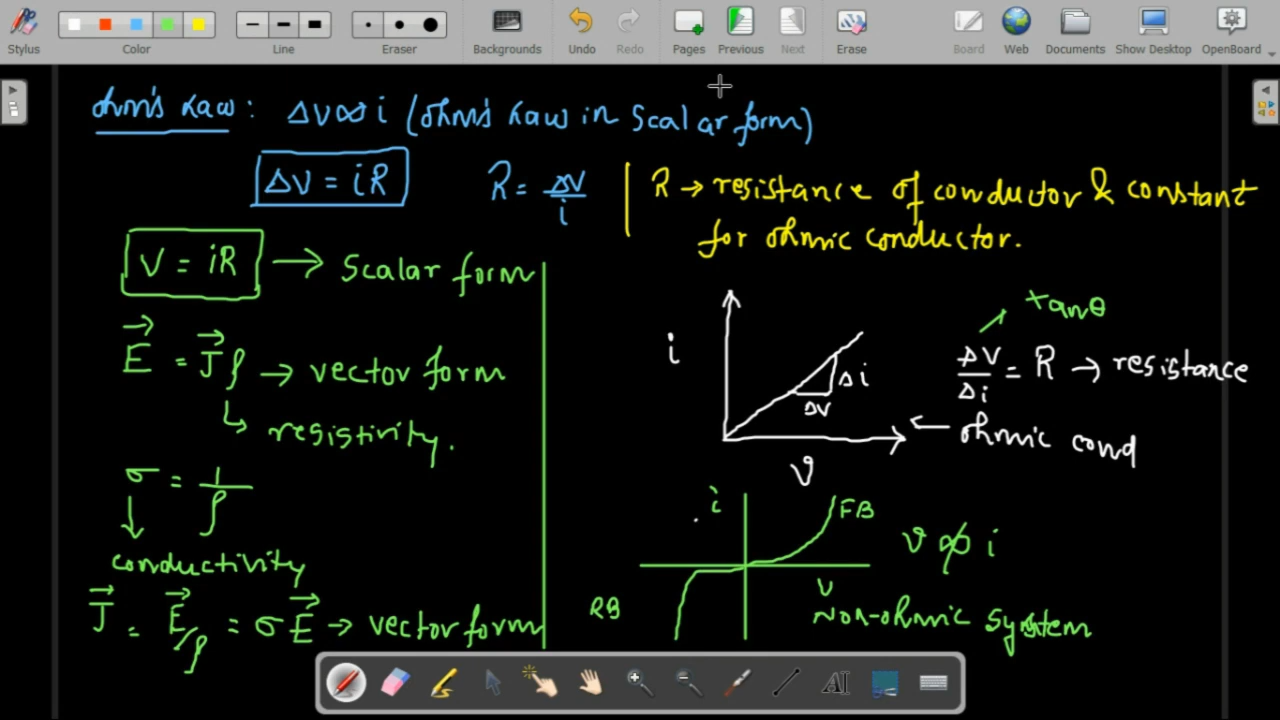 Stylus Color Line Eraser Backgrounds Undo Redo Pages Previous Next Erase Board Web Documents Show Desktop OpenBoard
ohm's Law : ΔV∝ i (ohm's Law in Scalar form)
ΔV = iR
R = ΔV/i
R → resistance of conductor & constant
for ohmic conductor.
V = iR → Scalar form
E⃗ = J⃗ρ → vector form
↳ resistivity.
σ = 1/ρ
↓
conductivity
J⃗ = E⃗/ρ = σE⃗ → vector form
i
Δi
ΔV
V
tanθ
ΔV/Δi = R → resistance
← ohmic cond
i
FB
RB
V
V ∝̸ i
Non-ohmic System
AI